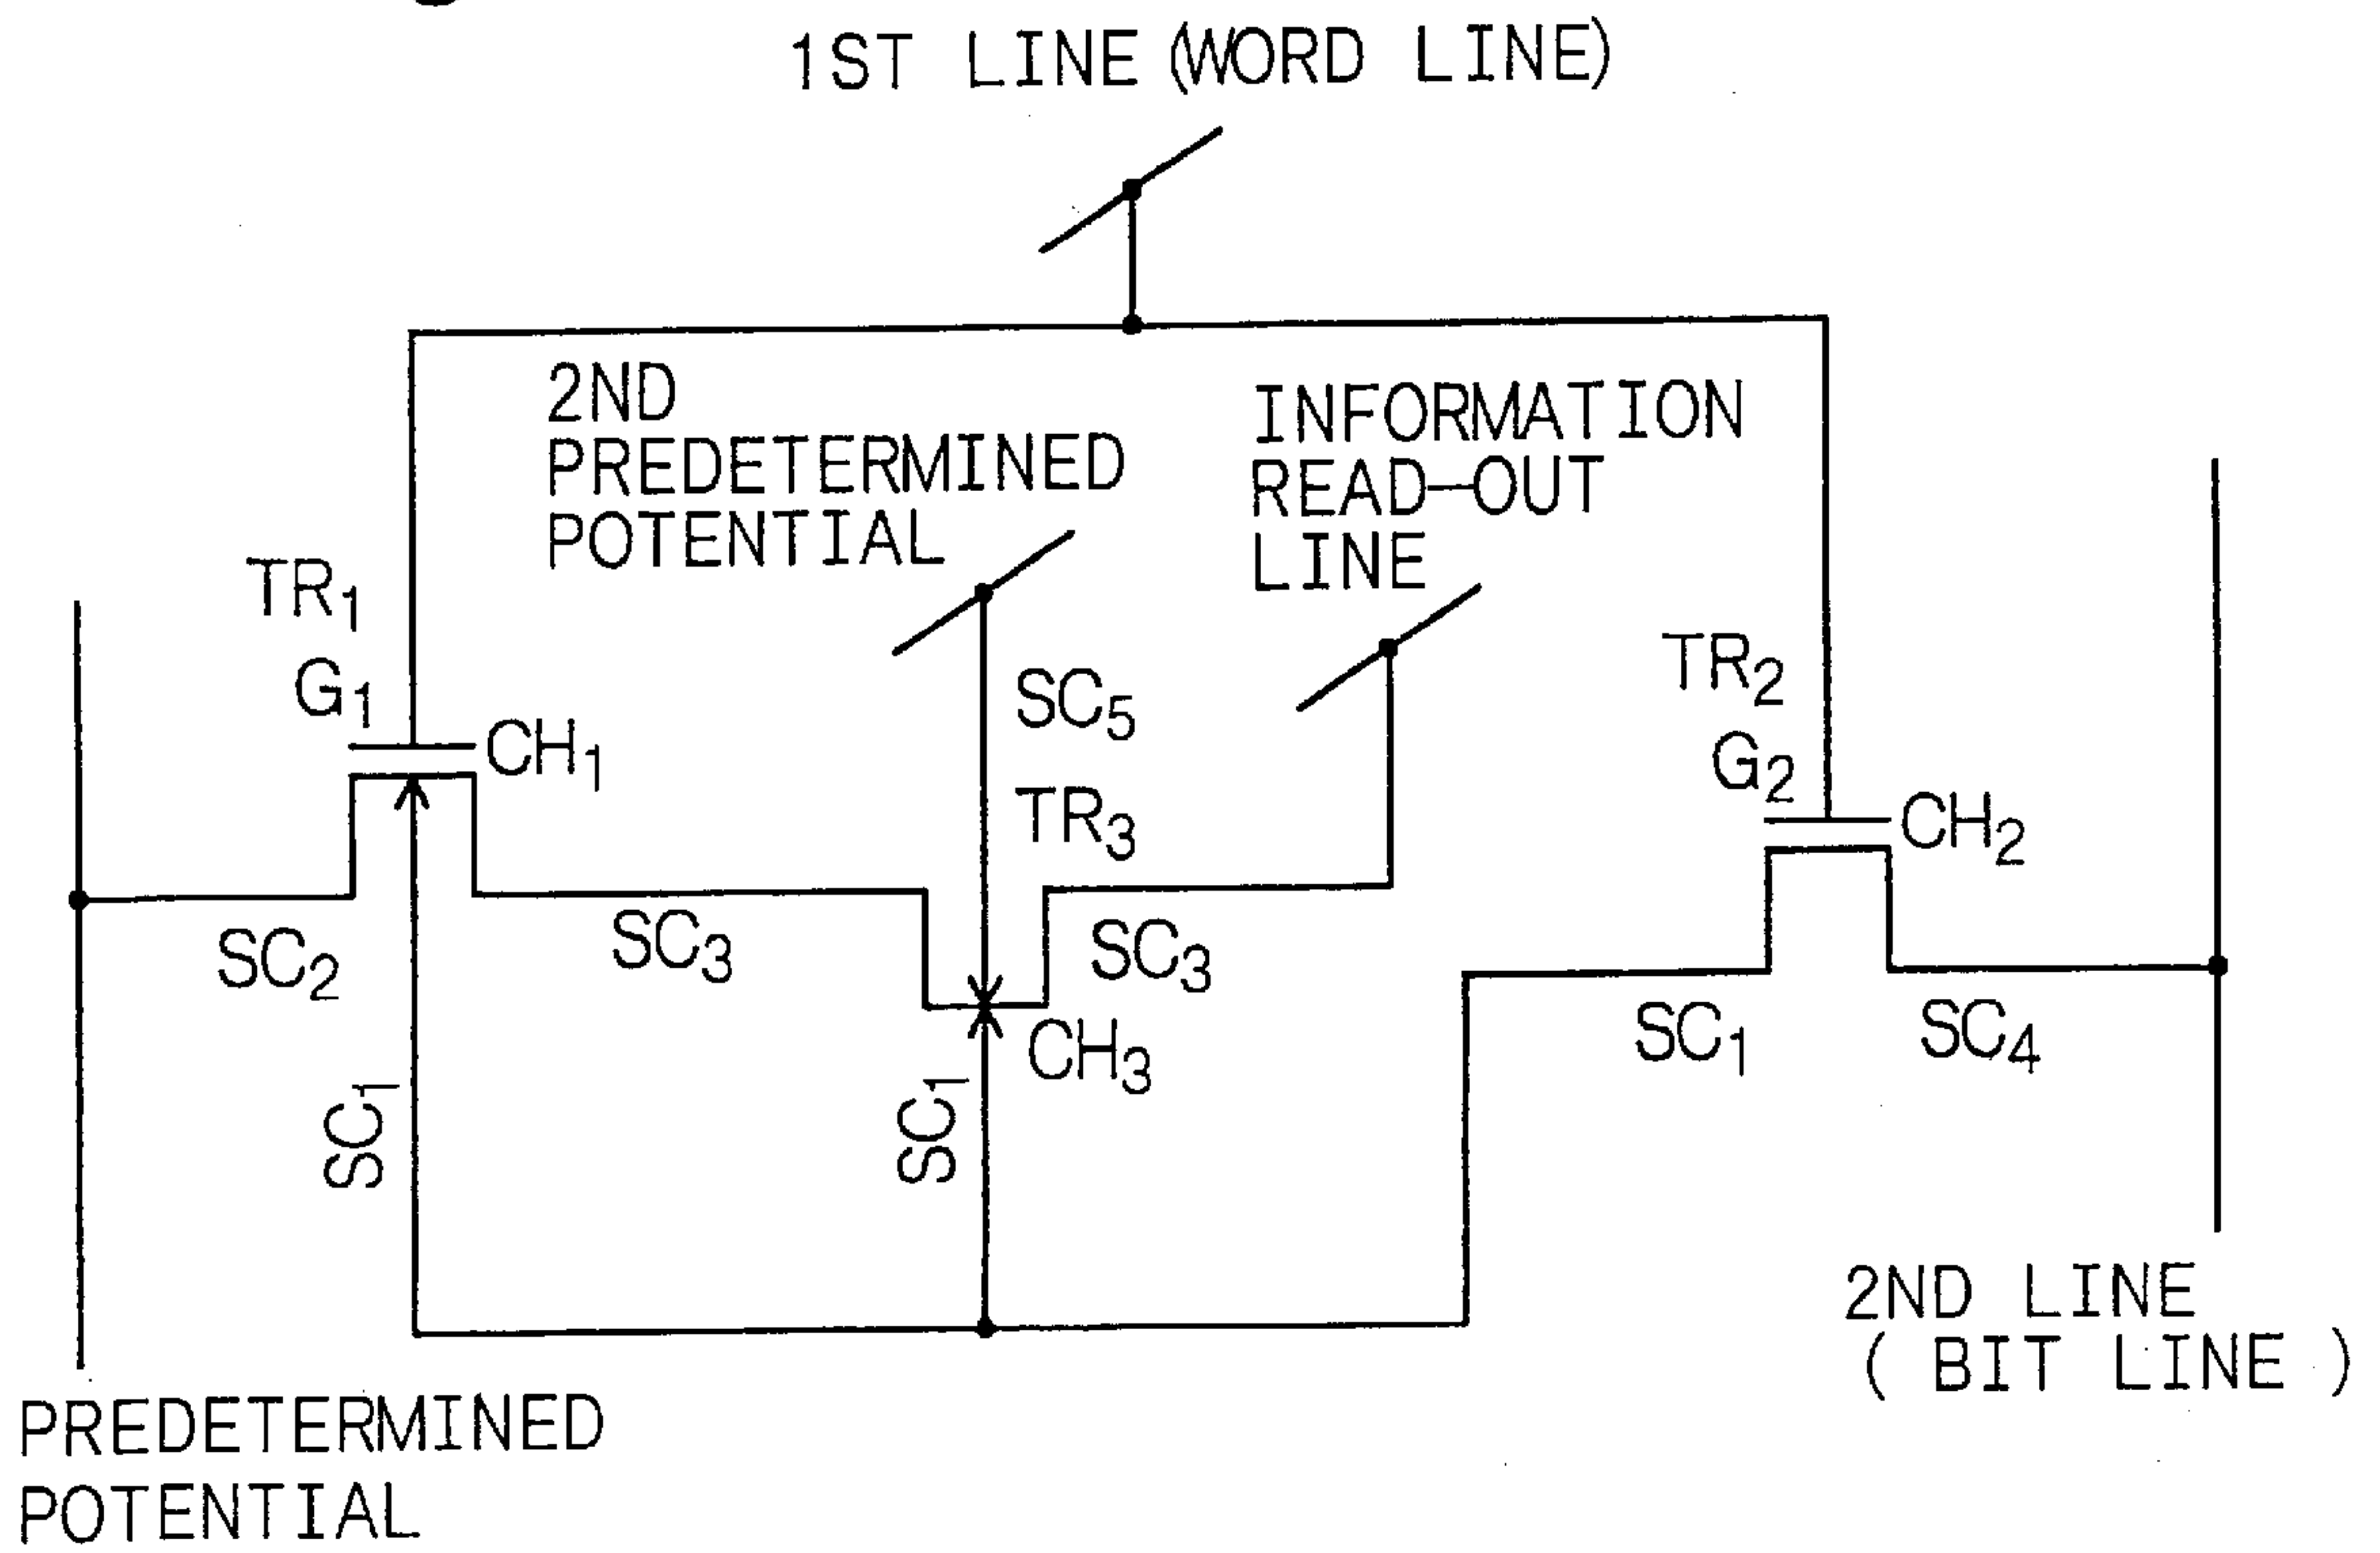 1ST LINE (WORD LINE)
2ND
PREDETERMINED
POTENTIAL
INFORMATION
READ-OUT
LINE
TR1
G1
CH1
SC5
TR3
TR2
G2
CH2
SC2
SC3
SC3
CH3
SC1
SC4
SC1
SC1
2ND LINE
( BIT LINE )
PREDETERMINED
POTENTIAL